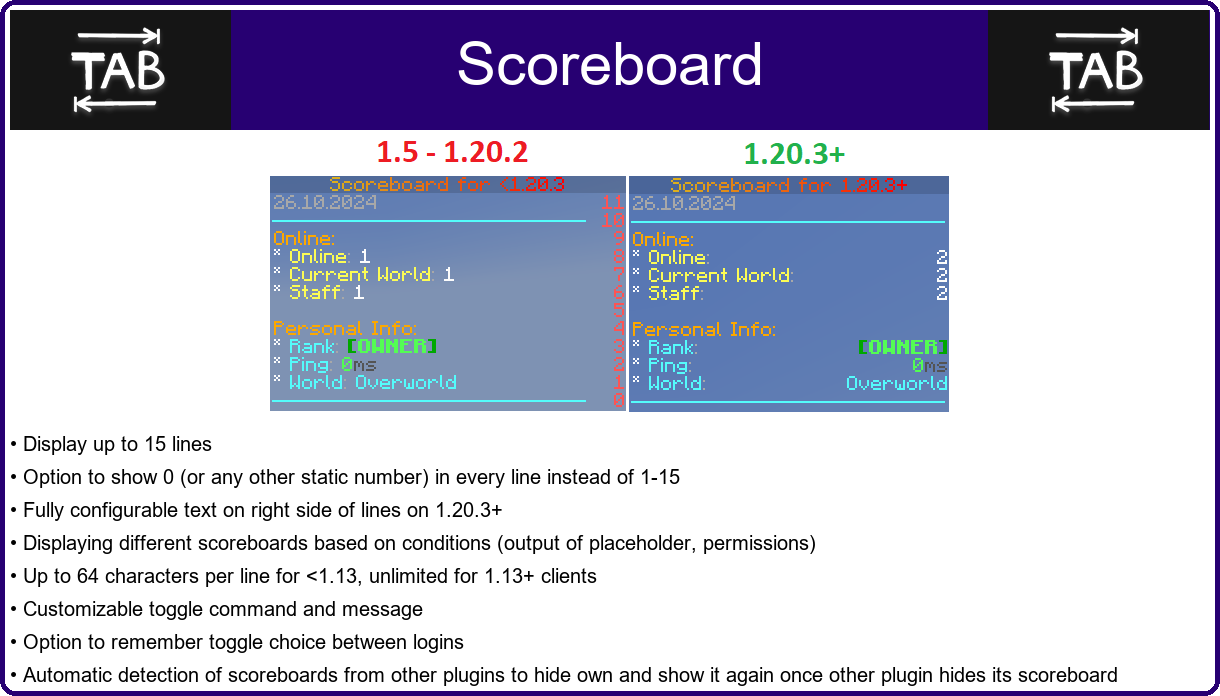 TAB
Scoreboard
TAB
1.5 - 1.20.2
1.20.3+
Scoreboard for <1.20.3
26.10.2024 11
10
Online: 9
* Online: 1 8
* Current World: 1 7
* Staff: 1 6
5
Personal Info: 4
* Rank: [OWNER] 3
* Ping: 0ms 2
* World: Overworld 1
0
Scoreboard for 1.20.3+
26.10.2024
Online:
* Online: 2
* Current World: 2
* Staff: 2
Personal Info:
* Rank: [OWNER]
* Ping: 0ms
* World: Overworld
• Display up to 15 lines
• Option to show 0 (or any other static number) in every line instead of 1-15
• Fully configurable text on right side of lines on 1.20.3+
• Displaying different scoreboards based on conditions (output of placeholder, permissions)
• Up to 64 characters per line for <1.13, unlimited for 1.13+ clients
• Customizable toggle command and message
• Option to remember toggle choice between logins
• Automatic detection of scoreboards from other plugins to hide own and show it again once other plugin hides its scoreboard